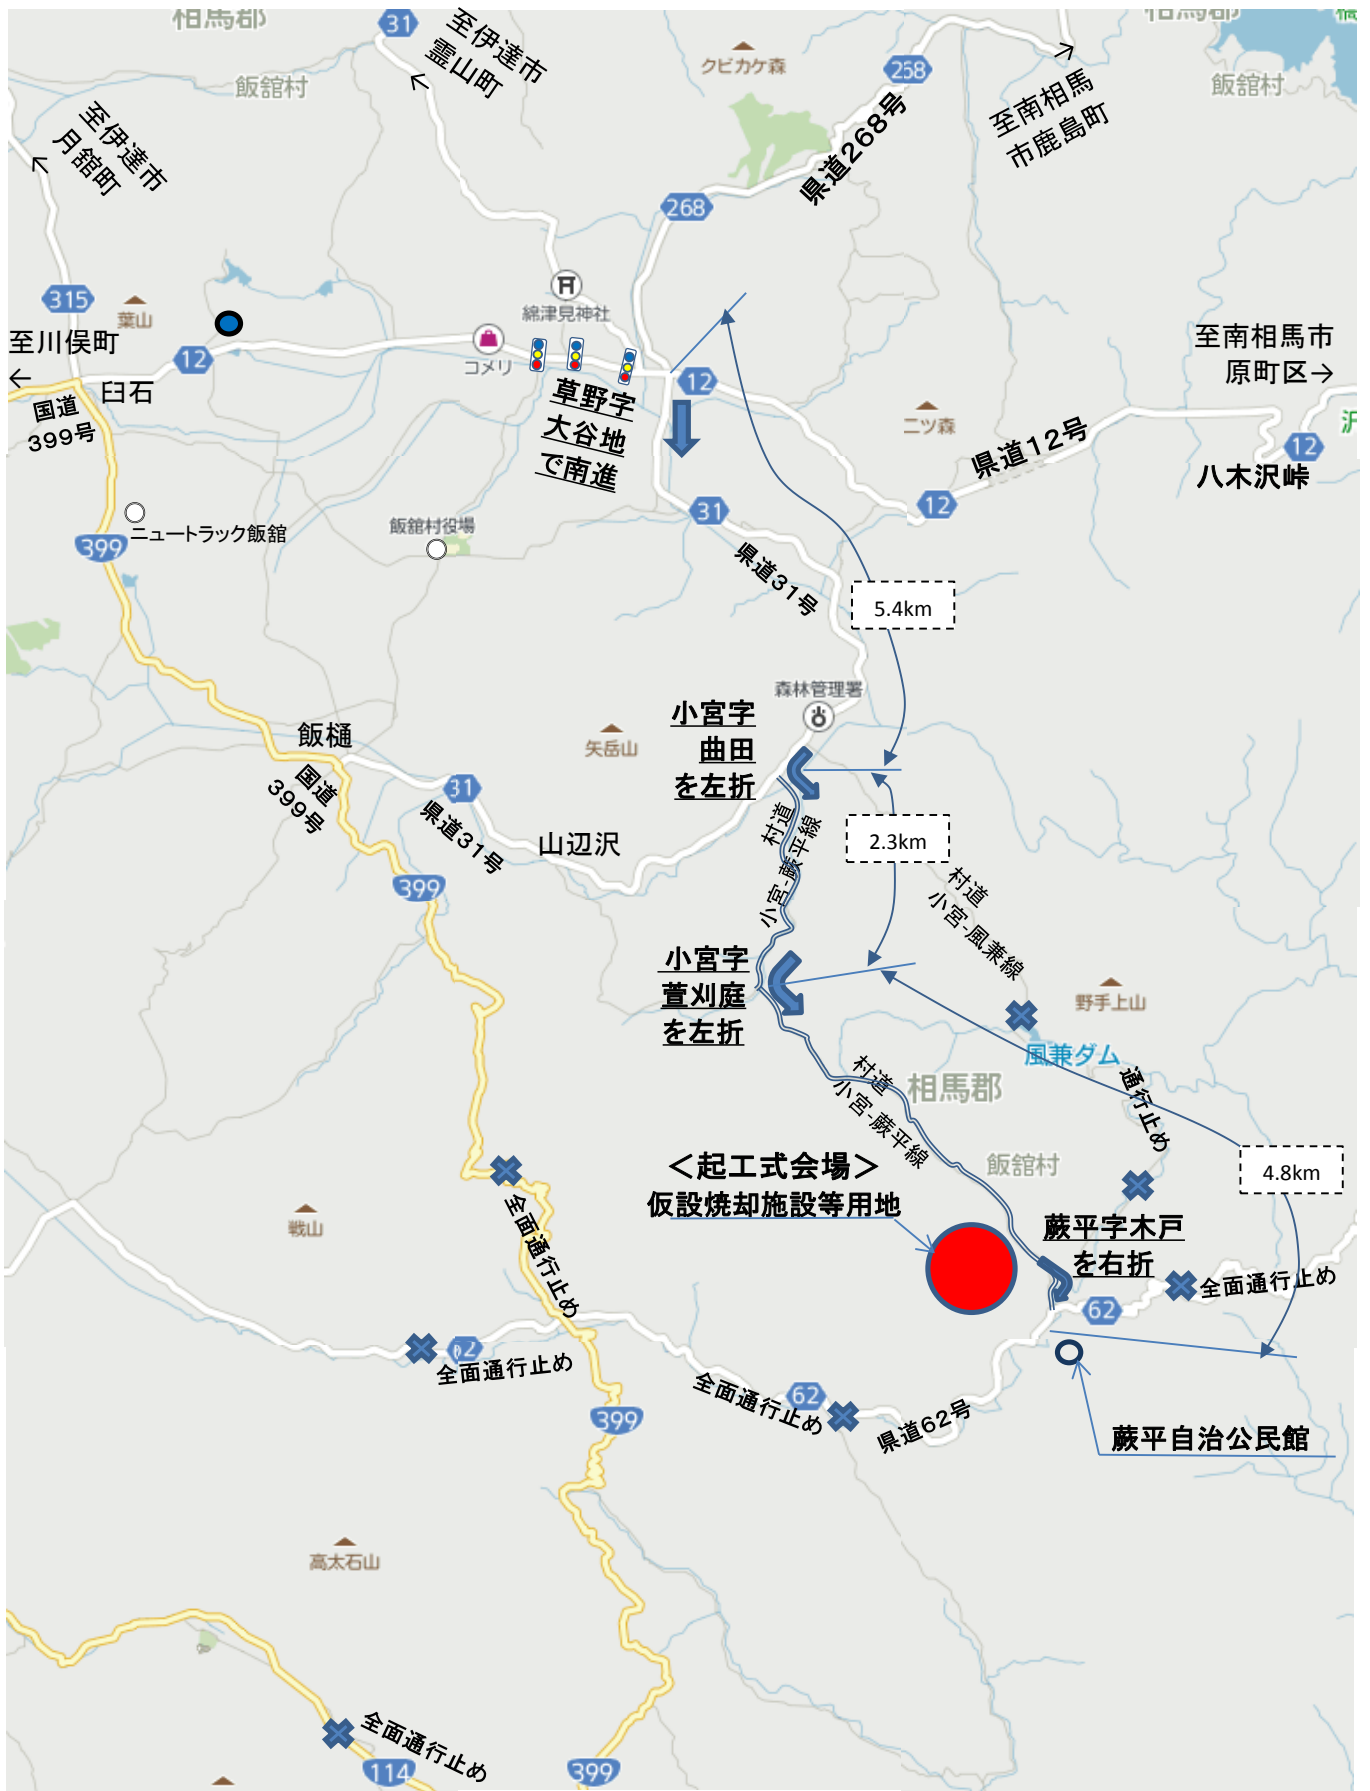 相馬郡
31
至伊達市
霊山町
飯舘村
クビカケ森
258
相馬郡
飯舘村
至南相馬
市鹿島町
至伊達市
月舘町
県道268号
268
315
葉山
綿津見神社
至川俣町
←
12
コメリ
至南相馬市
原町区→
臼石
国道
399号
草野字
大谷地
で南進
12
二ツ森
県道12号
12
八木沢峠
12
31
ニュートラック飯舘
飯舘村役場
399
県道31号
5.4km
森林管理署
小宮字
曲田
を左折
飯樋
矢岳山
国道
399号
31
県道31号
山辺沢
村道
小宮-蕨平線
2.3km
399
村道
小宮-風兼線
小宮字
萱刈庭
を左折
野手上山
風兼ダム
村道
小宮-蕨平線
相馬郡
通行止め
飯舘村
4.8km
<起工式会場>
仮設焼却施設等用地
蕨平字木戸
を右折
戦山
全面通行止め
全面通行止め
62
62
全面通行止め
全面通行止め
62
399
県道62号
蕨平自治公民館
高太石山
全面通行止め
114
399